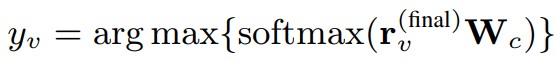 y_v = arg max{softmax(r_v^(final) W_c)}